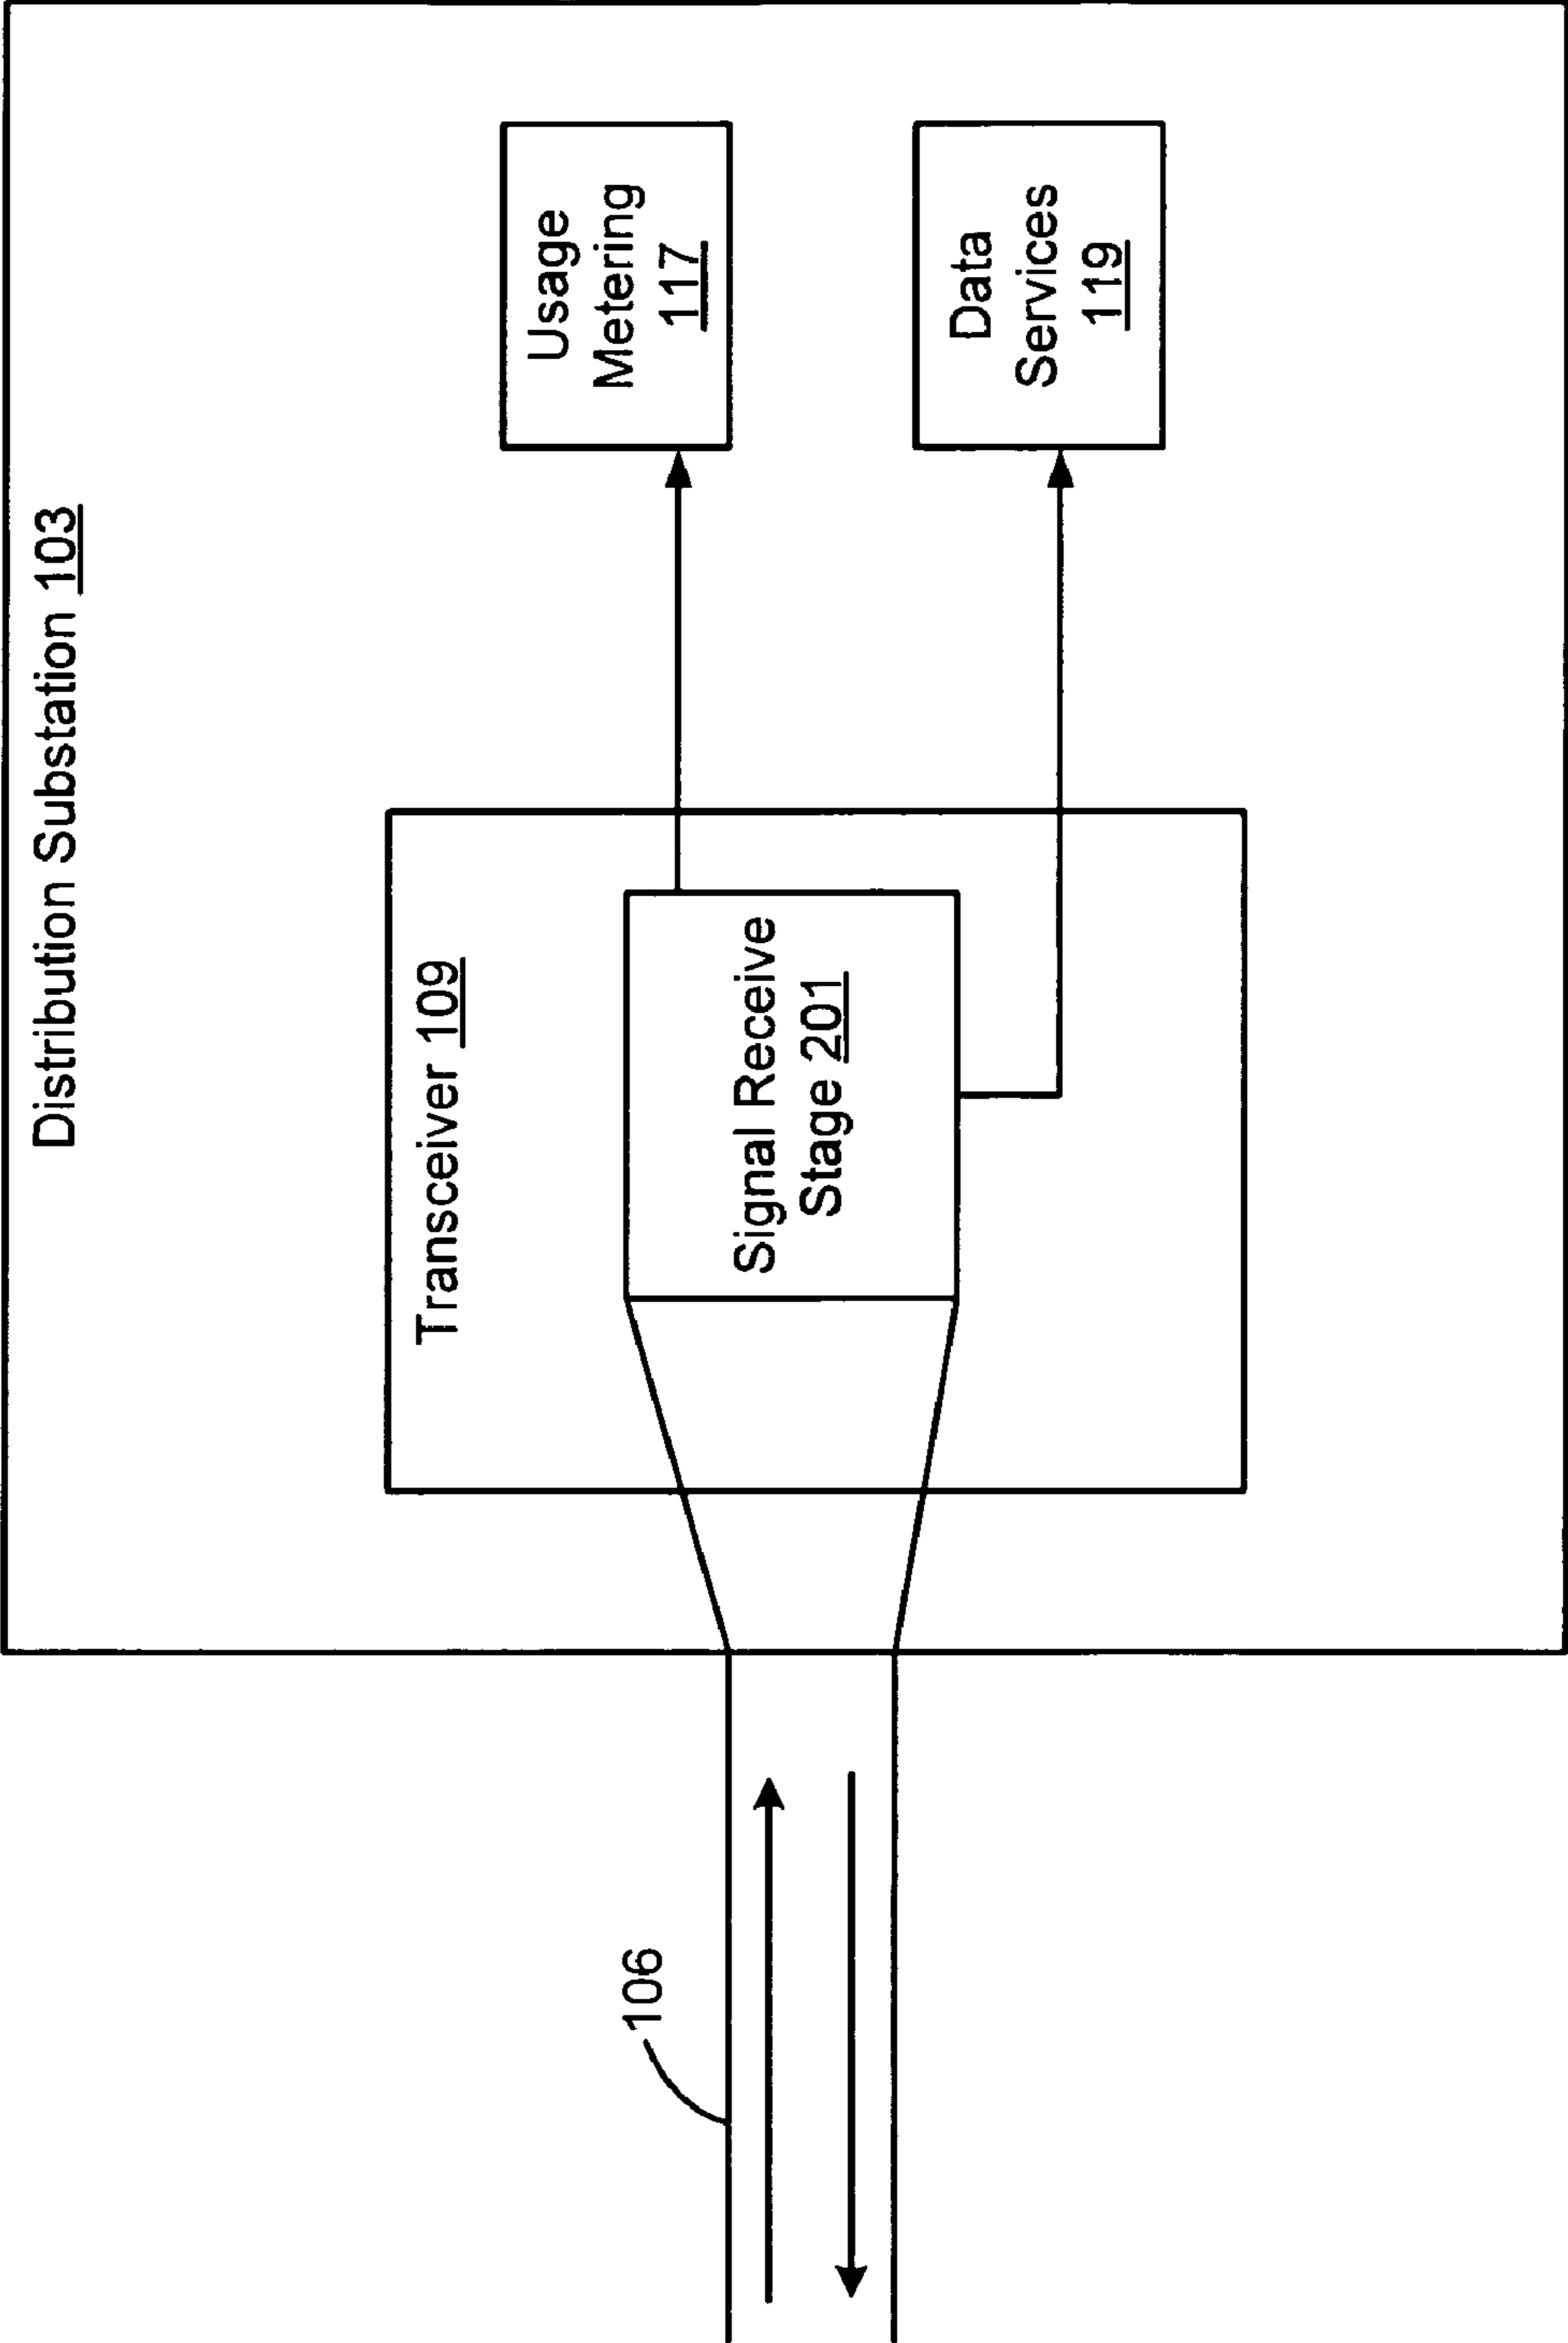 Distribution Substation 103
Transceiver 109
Signal Receive
Stage 201
Usage
Metering
117
Data
Services
119
106